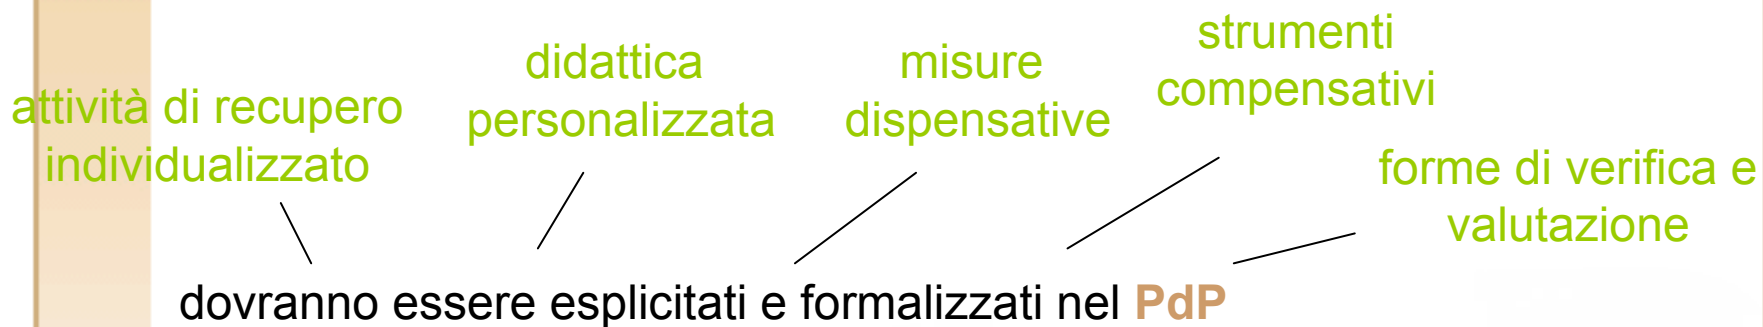 attività di recupero
individualizzato
didattica
personalizzata
misure
dispensative
strumenti
compensativi
forme di verifica e
valutazione
dovranno essere esplicitati e formalizzati nel PdP